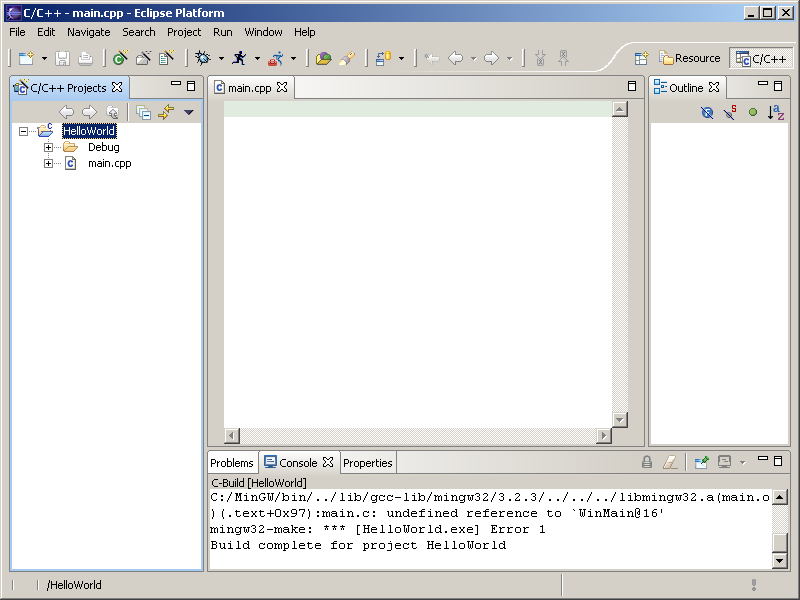 C/C++ - main.cpp - Eclipse Platform
File Edit Navigate Search Project Run Window Help
Resource C/C++
C/C++ Projects
main.cpp
Outline
HelloWorld
Debug
main.cpp
Problems Console Properties
C-Build [HelloWorld]
C:/MinGW/bin/../lib/gcc-lib/mingw32/3.2.3/../../../libmingw32.a(main.o
)(.text+0x97):main.c: undefined reference to `WinMain@16'
mingw32-make: *** [HelloWorld.exe] Error 1
Build complete for project HelloWorld
/HelloWorld